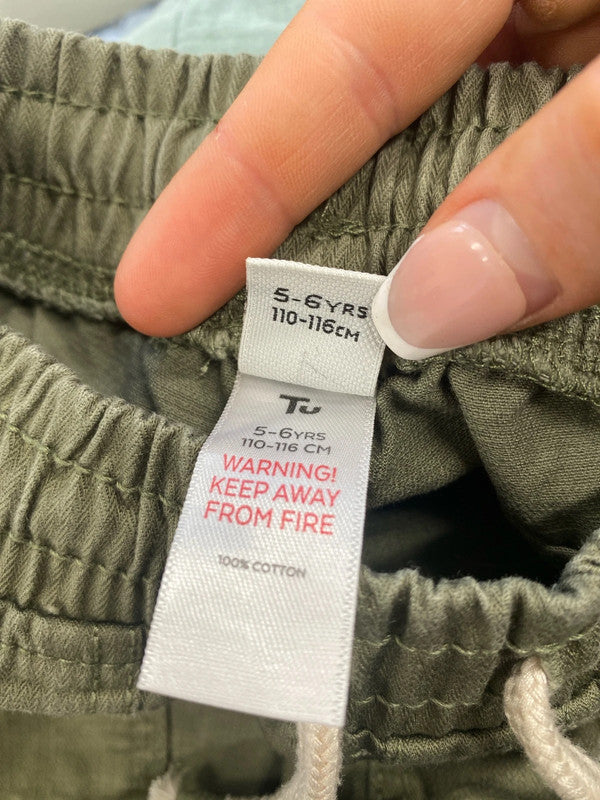 5-6YRS
110-116CM
Tu
5-6YRS
110-116 CM
WARNING!
KEEP AWAY
FROM FIRE
100% COTTON